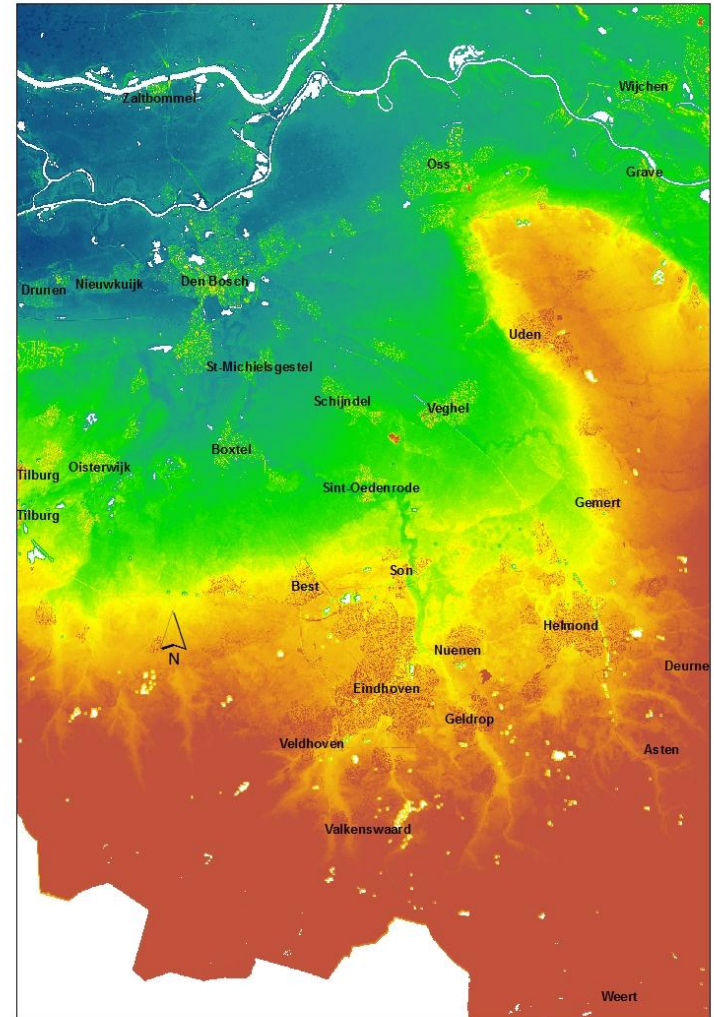 Wijchen
Zaltbommel
Oss
Grave
Nieuwkuijk
Den Bosch
Drunen
Uden
St-Michielsgestel
Schijndel
Veghel
Boxtel
Oisterwijk
Tilburg
Sint-Oedenrode
Gemert
Tilburg
Son
Best
Helmond
Nuenen
N
Deurne
Eindhoven
Geldrop
Veldhoven
Asten
Valkenswaard
Weert